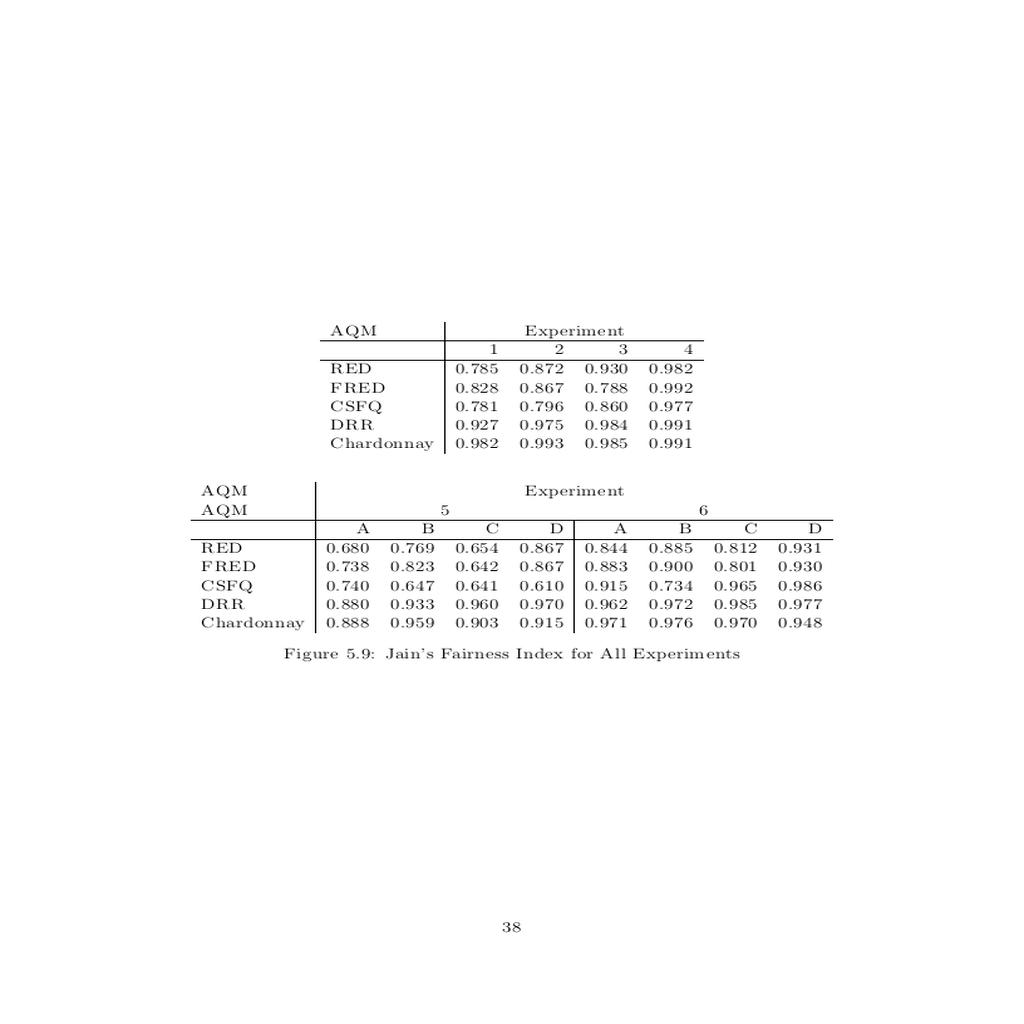 AQM Experiment
1 2 3 4
RED 0.785 0.872 0.930 0.982
FRED 0.828 0.867 0.788 0.992
CSFQ 0.781 0.796 0.860 0.977
DRR 0.927 0.975 0.984 0.991
Chardonnay 0.982 0.993 0.985 0.991
AQM Experiment
AQM 5 6
A B C D A B C D
RED 0.680 0.769 0.654 0.867 0.844 0.885 0.812 0.931
FRED 0.738 0.823 0.642 0.867 0.883 0.900 0.801 0.930
CSFQ 0.740 0.647 0.641 0.610 0.915 0.734 0.965 0.986
DRR 0.880 0.933 0.960 0.970 0.962 0.972 0.985 0.977
Chardonnay 0.888 0.959 0.903 0.915 0.971 0.976 0.970 0.948
Figure 5.9: Jain's Fairness Index for All Experiments
38